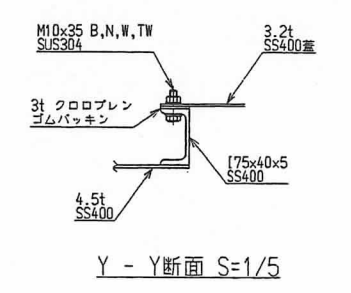 M10x35 B,N,W,TW
SUS304
3.2t
SS400蓋
3t クロロプレン
ゴムパッキン
[75x40x5
SS400
4.5t
SS400
Y - Y断面 S=1/5